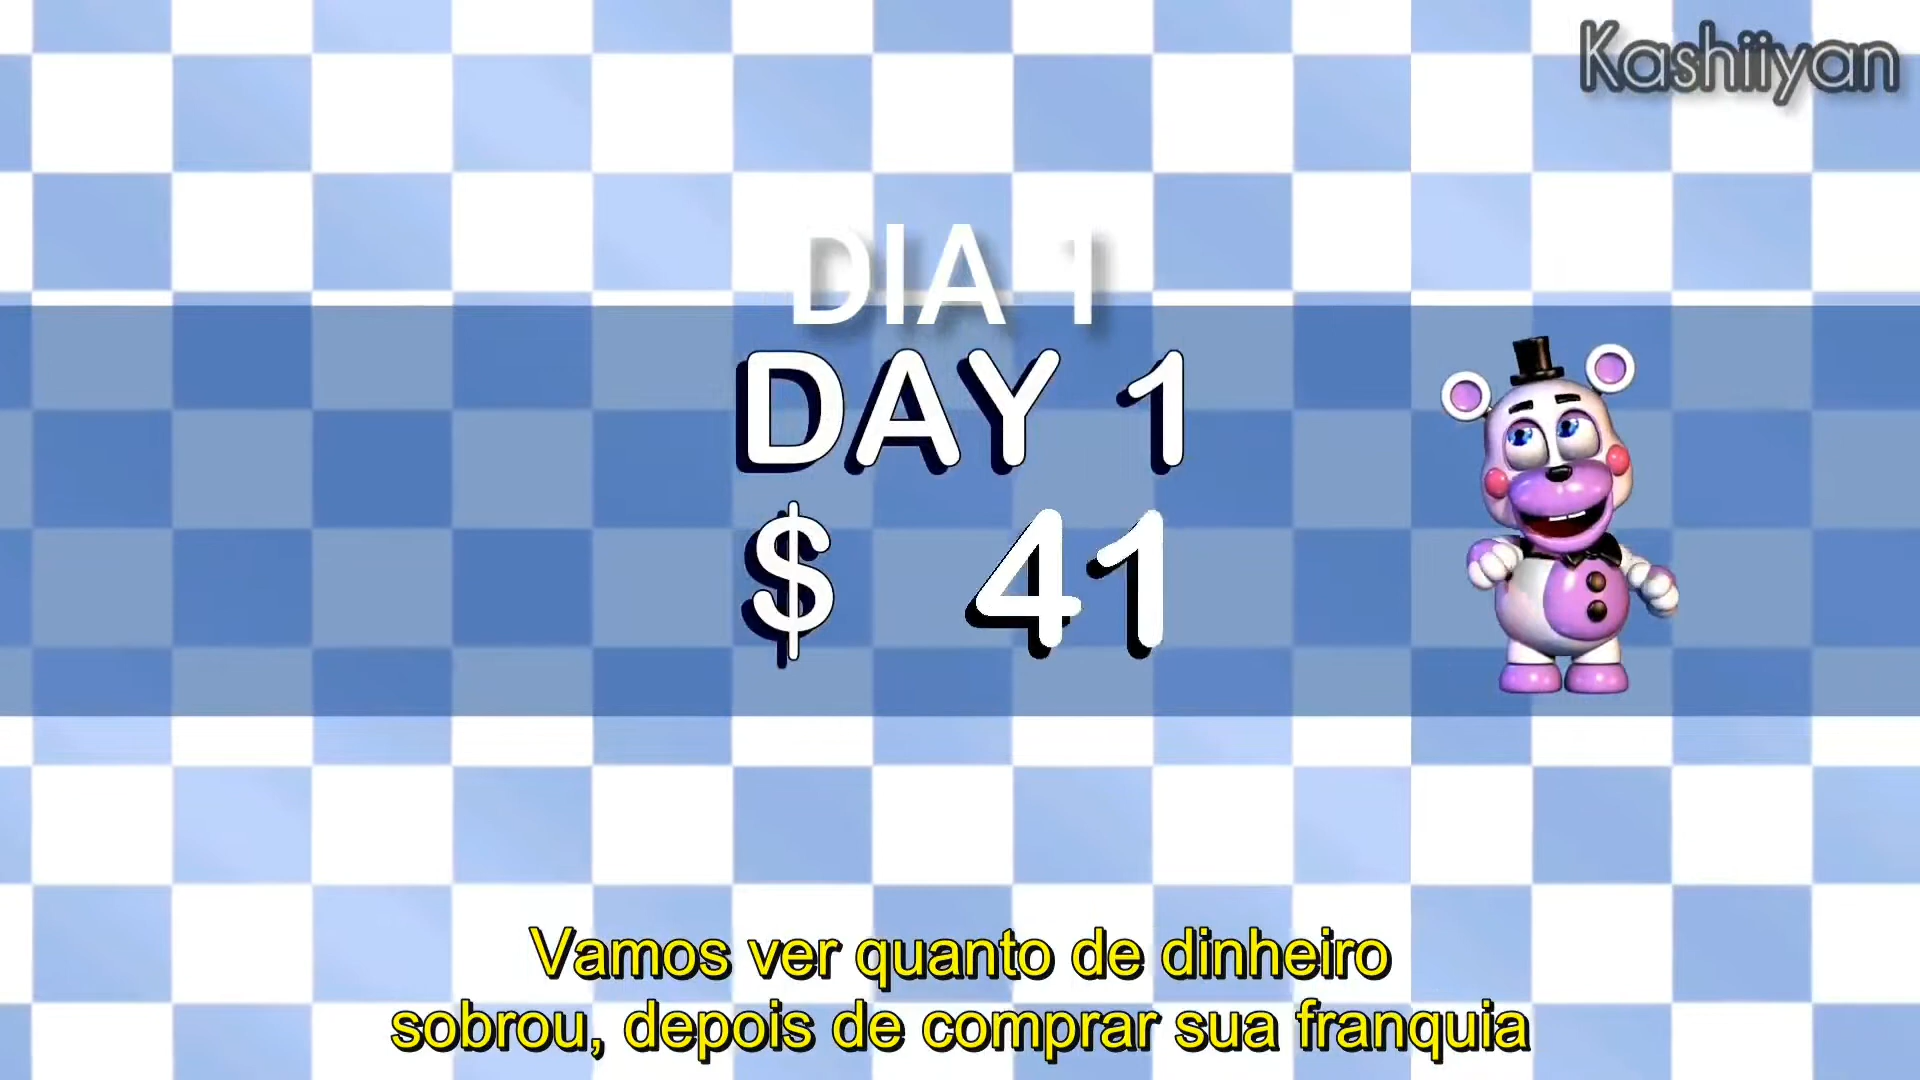 Kashiiyan
DIA 1
DAY 1
$ 41
Vamos ver quanto de dinheiro
sobrou, depois de comprar sua franquia